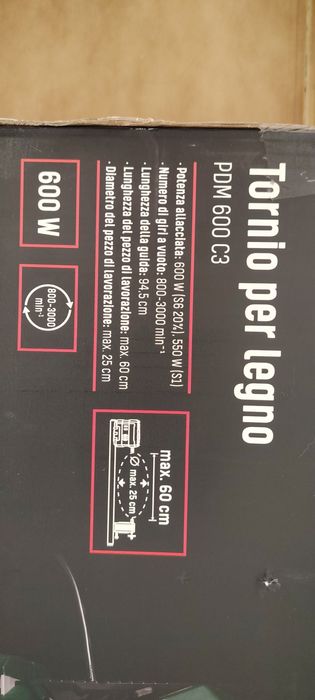 Tornio per legno
PDM 600 C3
· Potenza allacciata: 600 W (S6 20%), 550 W (S1)
· Numero di giri a vuoto: 800-3000 min⁻¹
· Lunghezza della guida: 94.5 cm
· Lunghezza del pezzo di lavorazione: max. 60 cm
· Diametro del pezzo di lavorazione: max. 25 cm
600 W
800-3000
min⁻¹
max. 60 cm
Ø
max. 25 cm